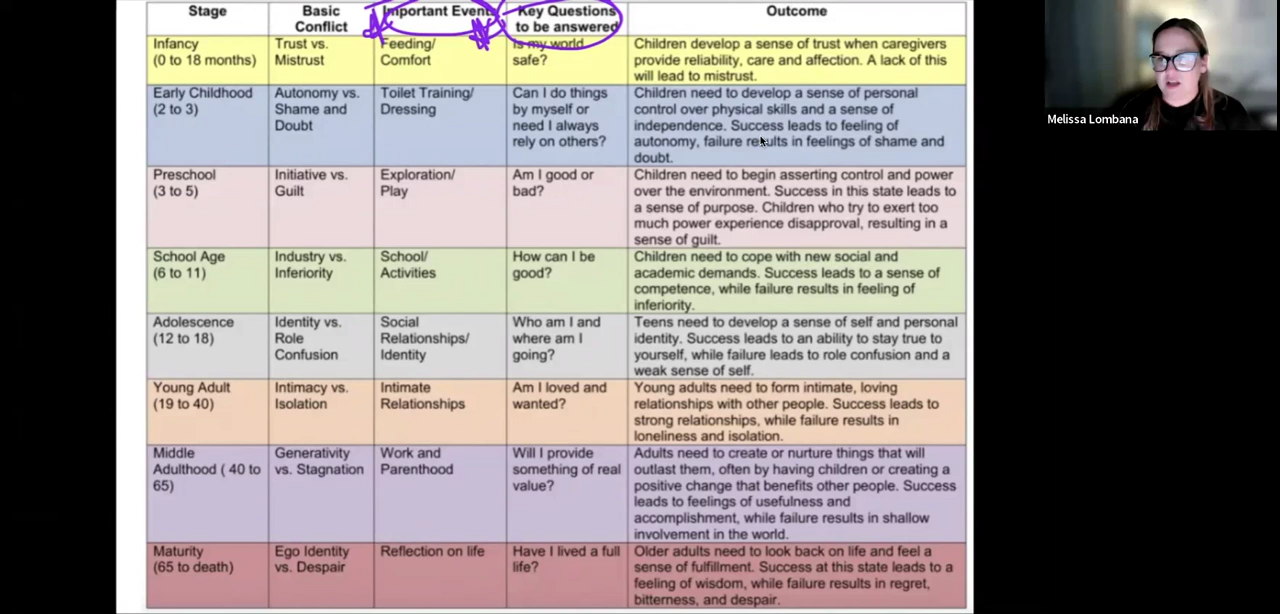 Stage
Basic
Conflict
Important Events
Key Questions
to be answered
Outcome
Infancy
(0 to 18 months)
Trust vs.
Mistrust
Feeding/
Comfort
Is my world
safe?
Children develop a sense of trust when caregivers
provide reliability, care and affection. A lack of this
will lead to mistrust.
Early Childhood
(2 to 3)
Autonomy vs.
Shame and
Doubt
Toilet Training/
Dressing
Can I do things
by myself or
need I always
rely on others?
Children need to develop a sense of personal
control over physical skills and a sense of
independence. Success leads to feeling of
autonomy, failure results in feelings of shame and
doubt.
Preschool
(3 to 5)
Initiative vs.
Guilt
Exploration/
Play
Am I good or
bad?
Children need to begin asserting control and power
over the environment. Success in this state leads to
a sense of purpose. Children who try to exert too
much power experience disapproval, resulting in a
sense of guilt.
School Age
(6 to 11)
Industry vs.
Inferiority
School/
Activities
How can I be
good?
Children need to cope with new social and
academic demands. Success leads to a sense of
competence, while failure results in feeling of
inferiority.
Adolescence
(12 to 18)
Identity vs.
Role
Confusion
Social
Relationships/
Identity
Who am I and
where am I
going?
Teens need to develop a sense of self and personal
identity. Success leads to an ability to stay true to
yourself, while failure leads to role confusion and a
weak sense of self.
Young Adult
(19 to 40)
Intimacy vs.
Isolation
Intimate
Relationships
Am I loved and
wanted?
Young adults need to form intimate, loving
relationships with other people. Success leads to
strong relationships, while failure results in
loneliness and isolation.
Middle
Adulthood ( 40 to
65)
Generativity
vs. Stagnation
Work and
Parenthood
Will I provide
something of real
value?
Adults need to create or nurture things that will
outlast them, often by having children or creating a
positive change that benefits other people. Success
leads to feelings of usefulness and
accomplishment, while failure results in shallow
involvement in the world.
Maturity
(65 to death)
Ego Identity
vs. Despair
Reflection on life
Have I lived a full
life?
Older adults need to look back on life and feel a
sense of fulfillment. Success at this state leads to a
feeling of wisdom, while failure results in regret,
bitterness, and despair.
Melissa Lombana